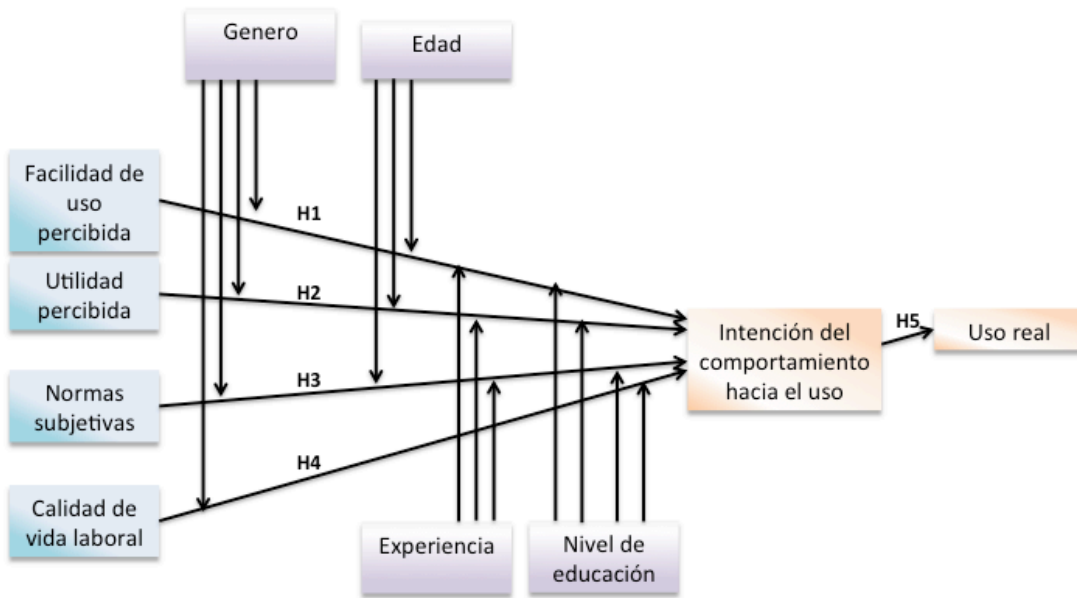 Genero
Edad
Facilidad de
uso
percibida
H1
Utilidad
percibida
H2
Intención del
comportamiento
hacia el uso
H5
Uso real
Normas
subjetivas
H3
H4
Calidad de
vida laboral
Experiencia
Nivel de
educación